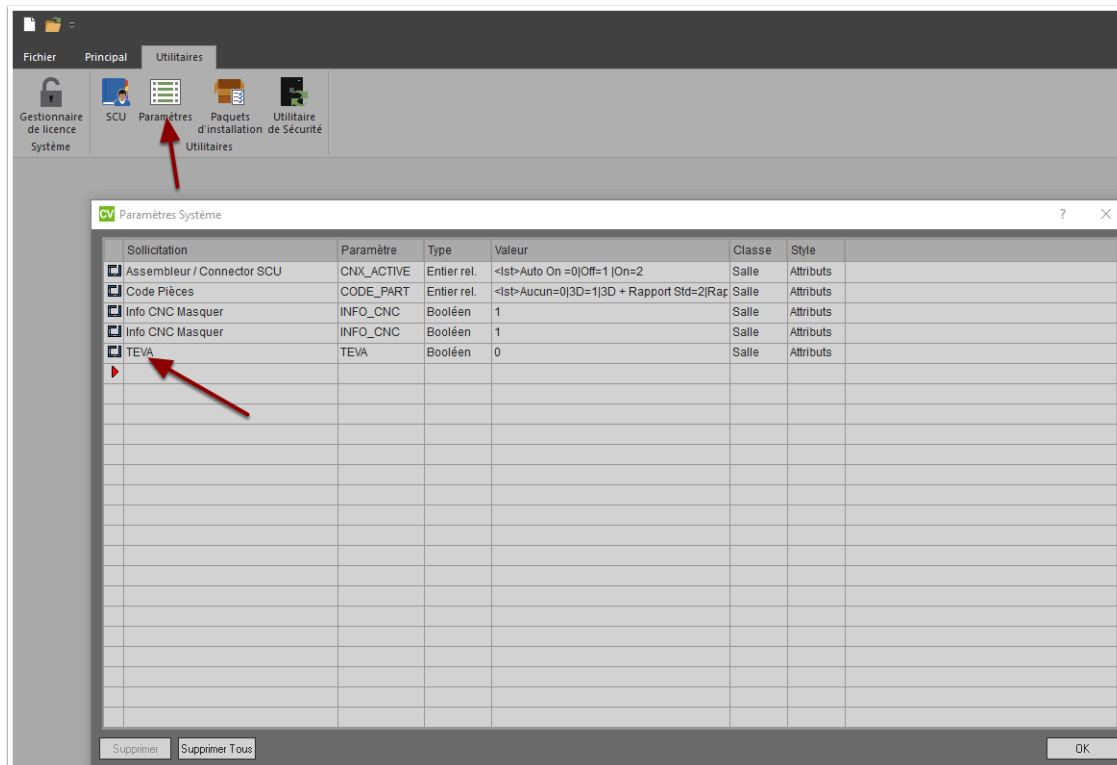 Fichier Principal Utilitaires
Gestionnaire de licence
SCU
Paramètres
Paquets d'installation
Utilitaire de Sécurité
Système Utilitaires
CV Paramètres Système ?
Sollicitation Paramètre Type Valeur Classe Style
Assembleur / Connector SCU CNX_ACTIVE Entier rel. <lst>Auto On =0|Off=1 |On=2 Salle Attributs
Code Pièces CODE_PART Entier rel. <lst>Aucun=0|3D=1|3D + Rapport Std=2|Rap Salle Attributs
Info CNC Masquer INFO_CNC Booléen 1 Salle Attributs
Info CNC Masquer INFO_CNC Booléen 1 Salle Attributs
TEVA TEVA Booléen 0 Salle Attributs
Supprimer Supprimer Tous OK